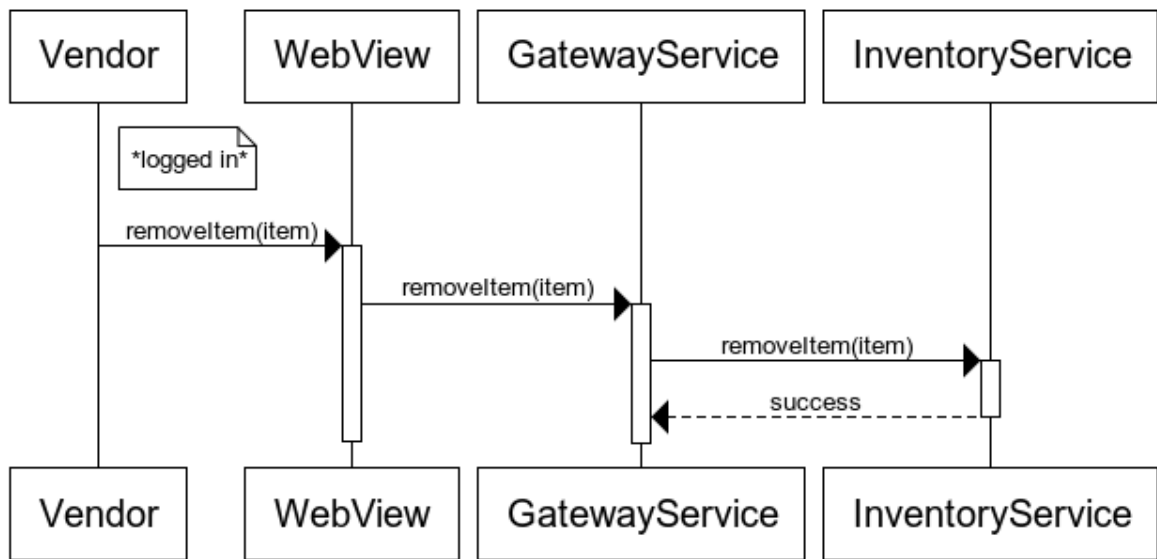 Vendor
WebView
GatewayService
InventoryService
*logged in*
removeItem(item)
removeItem(item)
removeItem(item)
success
Vendor
WebView
GatewayService
InventoryService